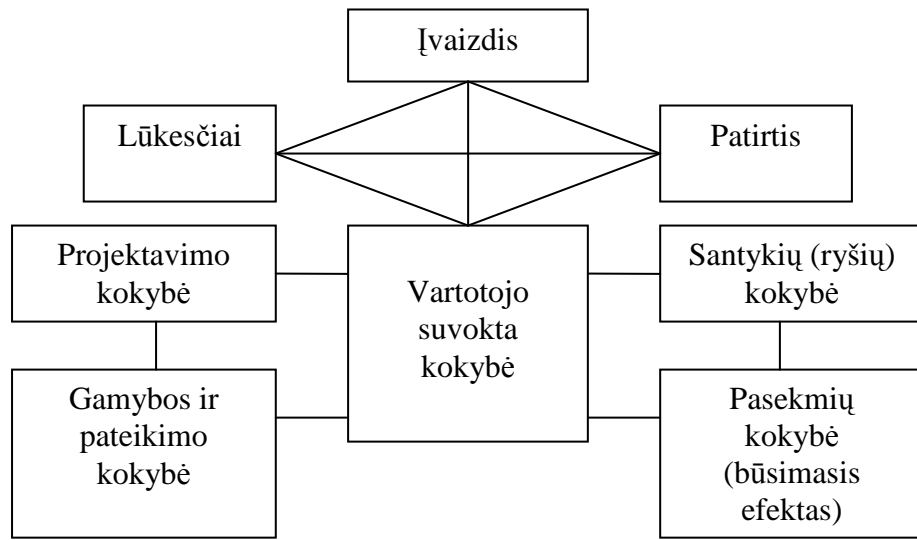 Įvaizdis
Lūkesčiai
Patirtis
Projektavimo
kokybė
Vartotojo
suvokta
kokybė
Santykių (ryšių)
kokybė
Gamybos ir
pateikimo
kokybė
Pasekmių
kokybė
(būsimasis
efektas)